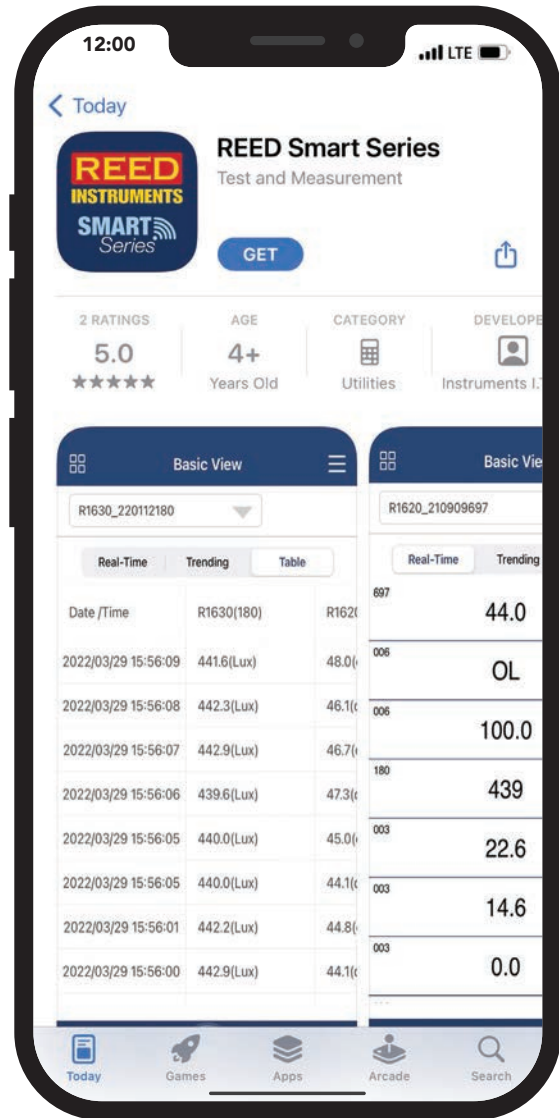 12:00
LTE
Today
REED
INSTRUMENTS
SMART
Series
REED Smart Series
Test and Measurement
GET
2 RATINGS
AGE
CATEGORY
DEVELOPE
5.0
4+
Years Old
Utilities
Instruments I.T
Basic View
R1630_220112180
Real-Time Trending Table
Date /Time R1630(180) R1620
2022/03/29 15:56:09 441.6(Lux) 48.0(
2022/03/29 15:56:08 442.3(Lux) 46.1(
2022/03/29 15:56:07 442.9(Lux) 46.7(
2022/03/29 15:56:06 439.6(Lux) 47.3(
2022/03/29 15:56:05 440.0(Lux) 45.0(
2022/03/29 15:56:05 440.0(Lux) 44.1(
2022/03/29 15:56:01 442.2(Lux) 44.8(
2022/03/29 15:56:00 442.9(Lux) 44.1(
Basic Vie
R1620_210909697
Real-Time Trending
697 44.0
006 OL
006 100.0
180 439
003 22.6
003 14.6
003 0.0
Today Games Apps Arcade Search